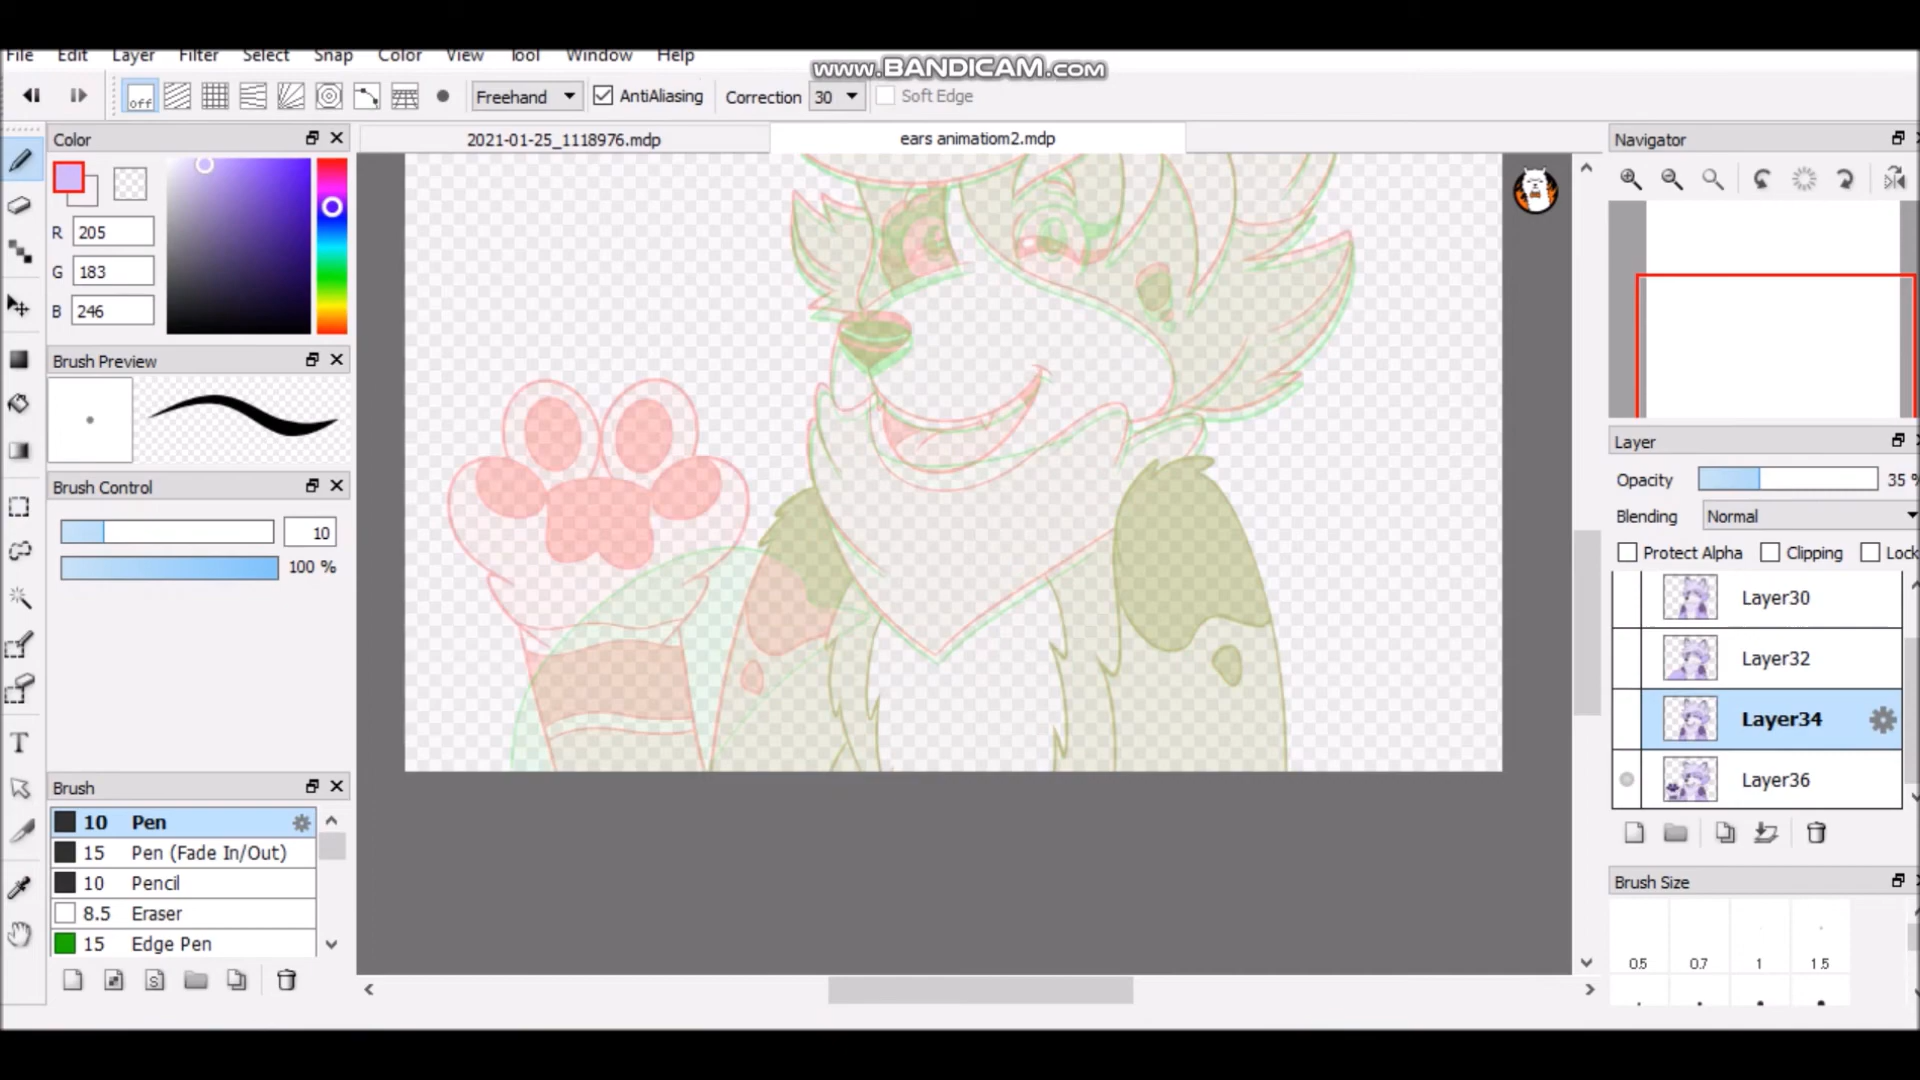 File Edit Layer Filter Select Snap Color View Tool Window Help
www.BANDICAM.com
off Freehand AntiAliasing Correction 30 Soft Edge
Color
2021-01-25_1118976.mdp
ears animatiom2.mdp
Navigator
R 205
G 183
B 246
Brush Preview
Layer
Opacity 35 %
Brush Control
Blending Normal
10
Protect Alpha Clipping Lock
100 %
Layer30
Layer32
Layer34
Layer36
Brush
10 Pen
15 Pen (Fade In/Out)
10 Pencil
8.5 Eraser
15 Edge Pen
Brush Size
0.5 0.7 1 1.5
T
S